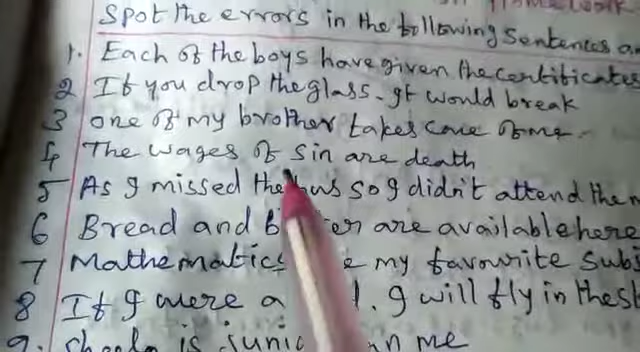 Spot the errors in the following sentences
1. Each of the boys have given the certificates
2 If you drop the glass. It would break
3 One of my brother takes care of me.
4 The wages of sin are death
5 As I missed the bus so I didn't attend the
6 Bread and are available here
7 Mathematics my favourite
8 If I were a I will fly in the
9. is me